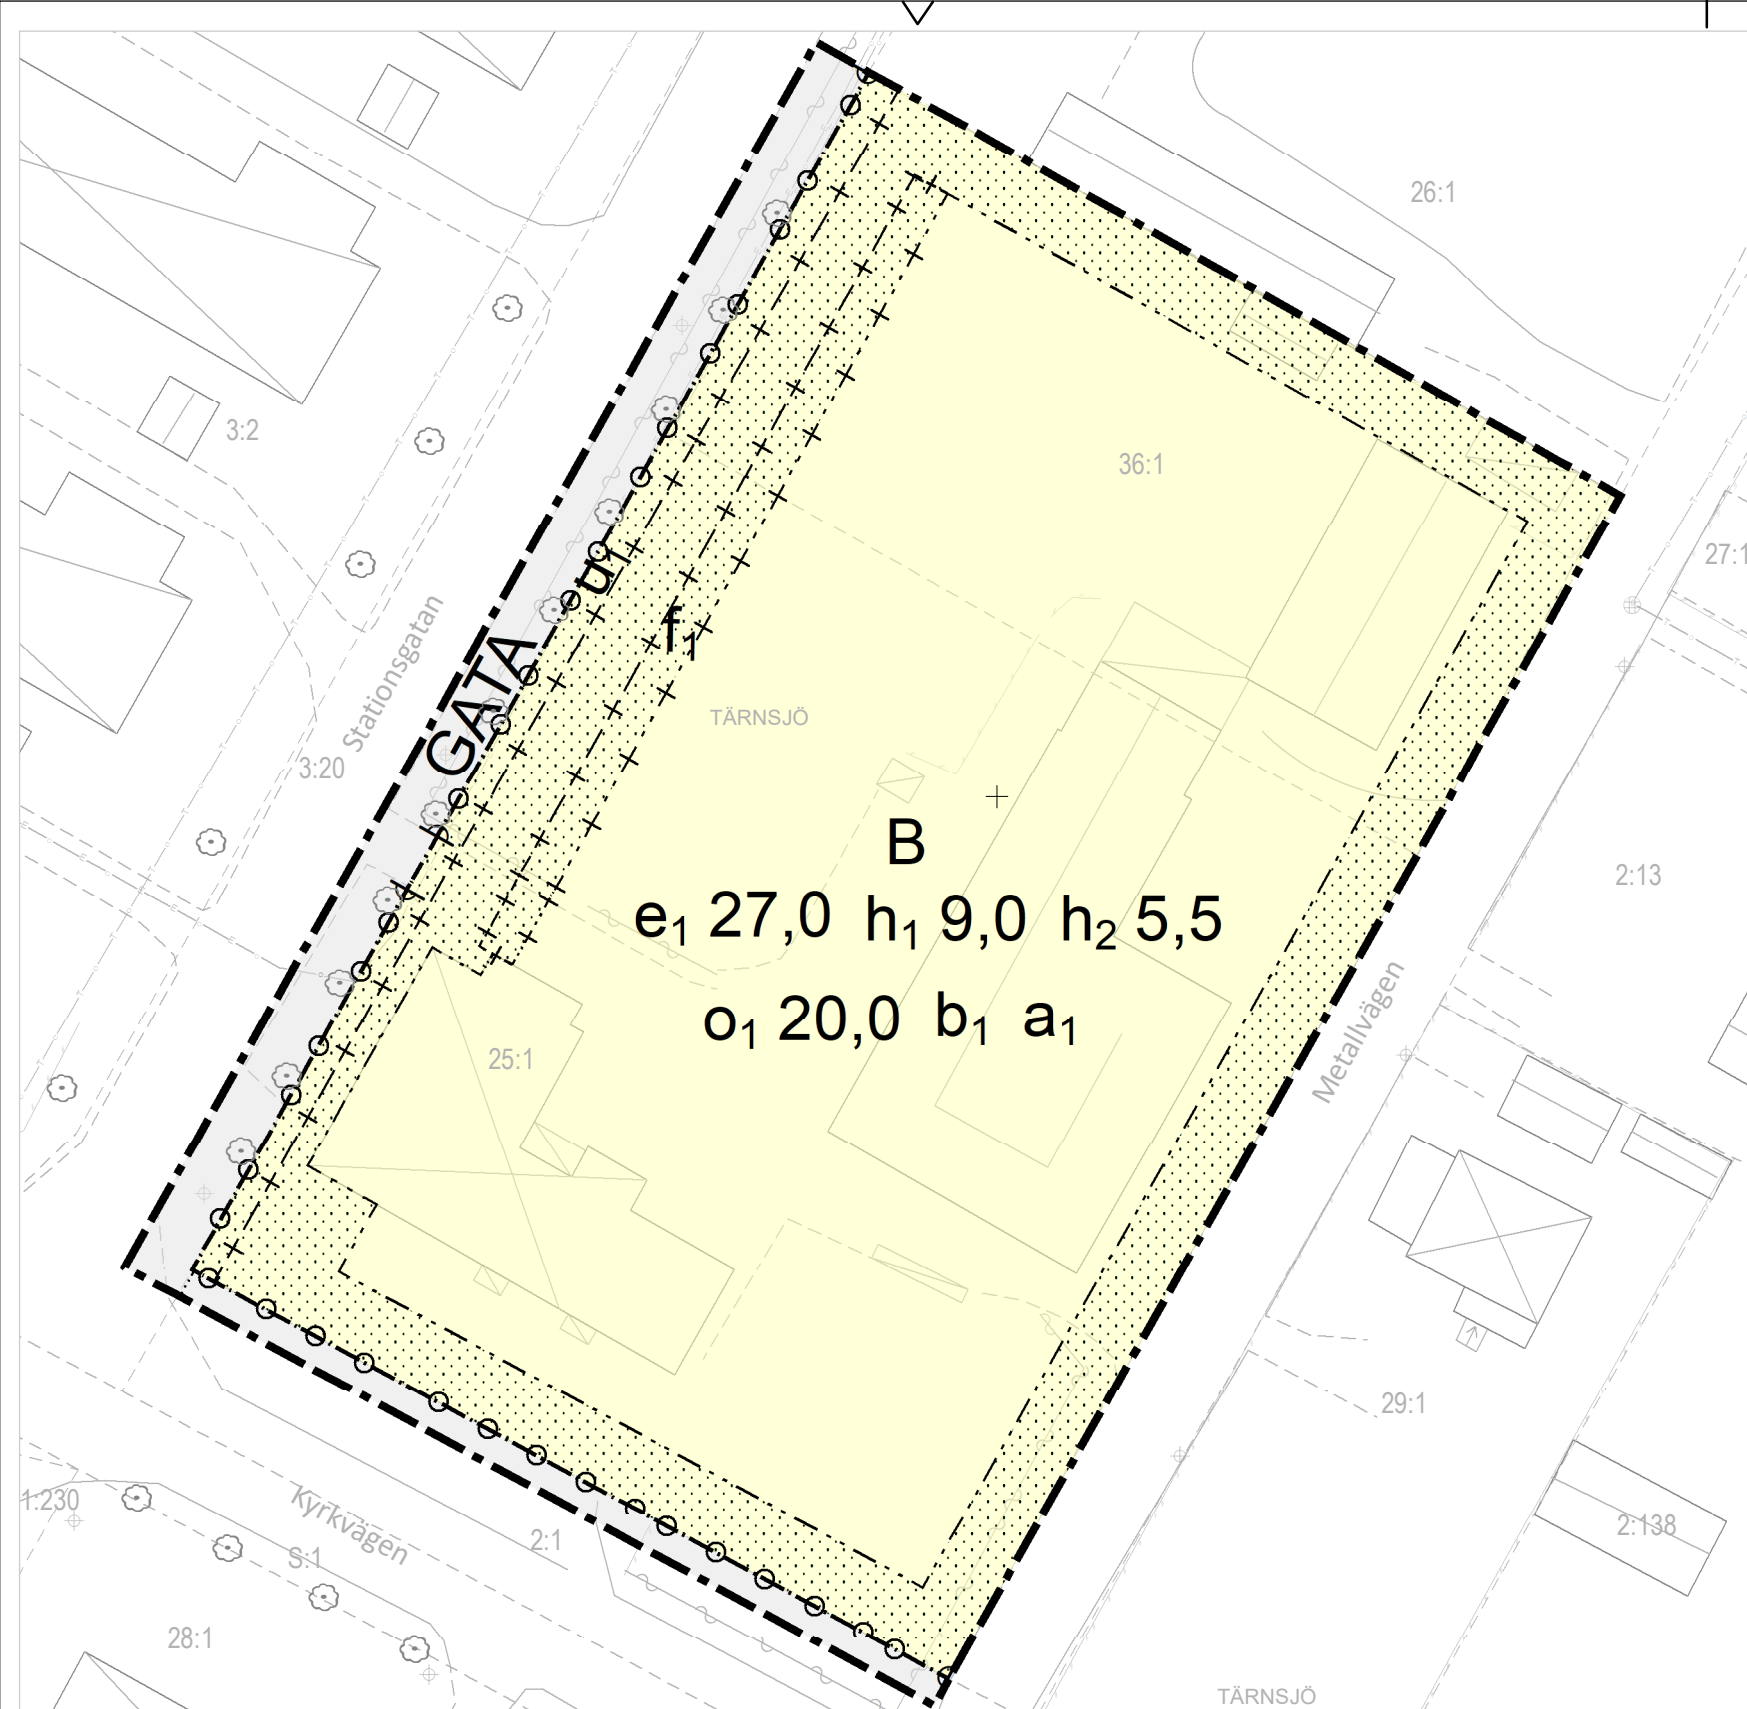 26:1
3:2
36:1
27:1
u1
f1
Stationsgatan
GATA
TÄRNSJÖ
3:20
B
2:13
e1 27,0 h1 9,0 h2 5,5
o1 20,0 b1 a1
25:1
Metallvägen
29:1
1:230
Kyrkvägen
2:1
S:1
2:138
28:1
TÄRNSJÖ